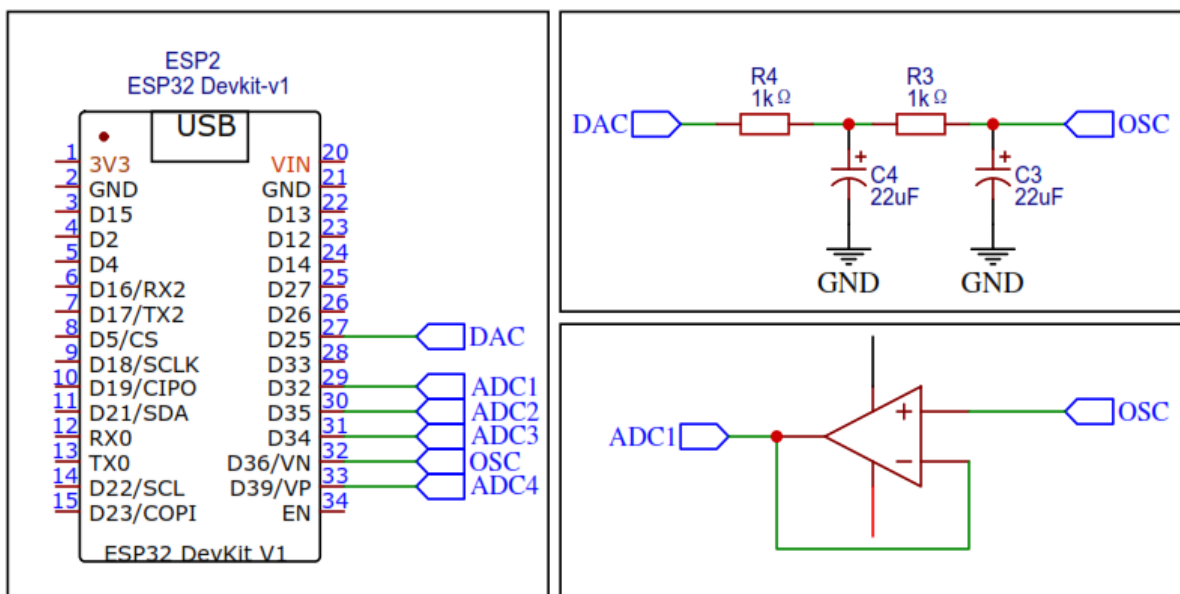 ESP2
ESP32 Devkit-v1
USB
1 3V3 VIN 20
2 GND GND 21
3 D15 D13 22
4 D2 D12 23
5 D4 D14 24
6 D16/RX2 D27 25
7 D17/TX2 D26 26
8 D5/CS D25 27 DAC
9 D18/SCLK D33 28
10 D19/CIPO D32 29 ADC1
11 D21/SDA D35 30 ADC2
12 RX0 D34 31 ADC3
13 TX0 D36/VN 32 OSC
14 D22/SCL D39/VP 33 ADC4
15 D23/COPI EN 34
ESP32 DevKit V1
R4 R3
1kΩ 1kΩ
DAC OSC
+ +
C4 C3
22uF 22uF
GND GND
+ OSC
ADC1
−